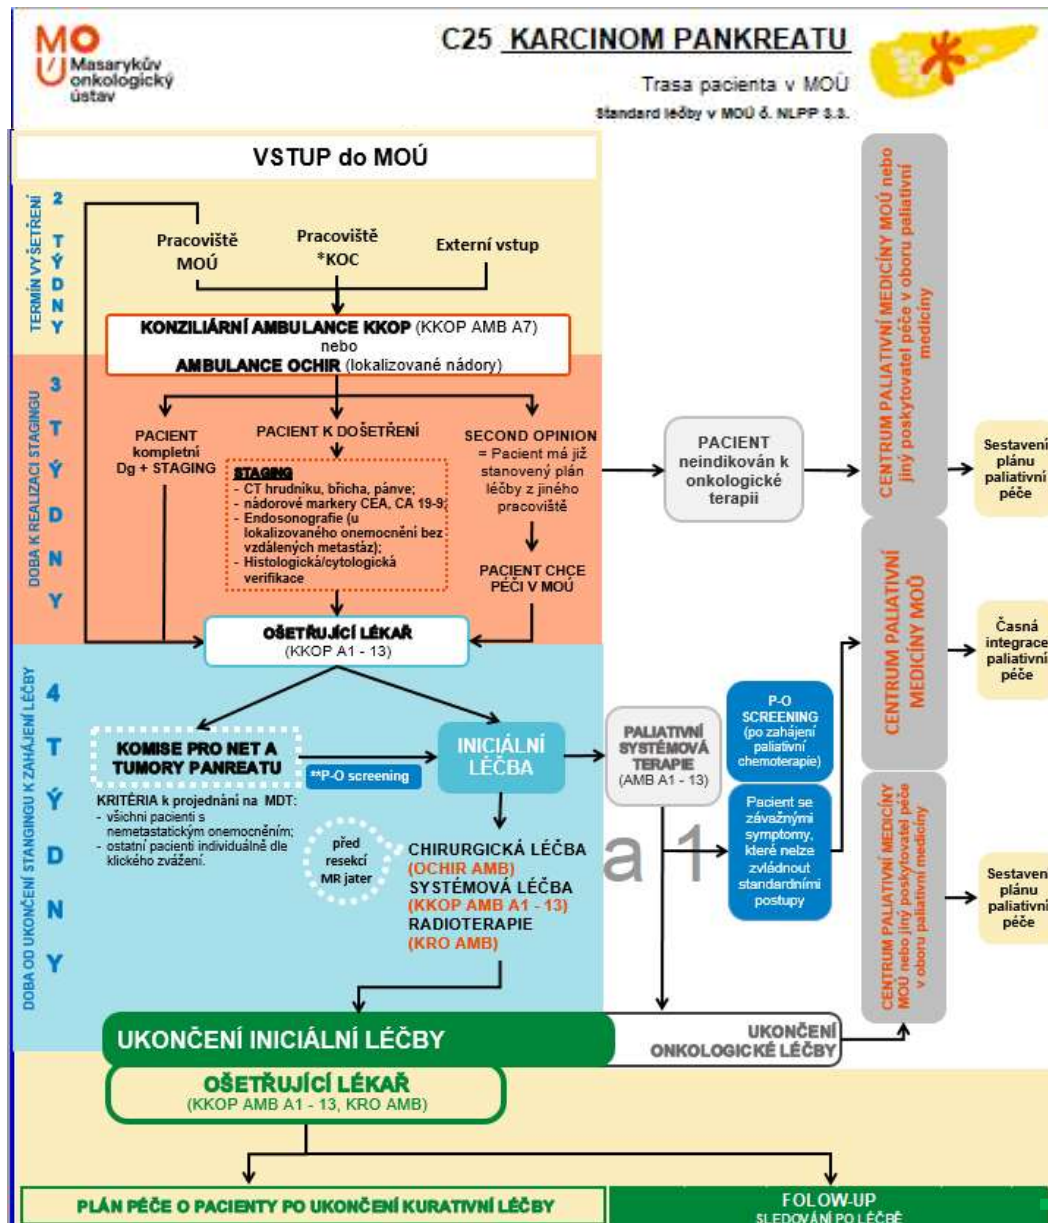 MOU
Masarykův
onkologický
ústav
C25 KARCINOM PANKREATU
Trasa pacienta v MOÚ
Standard léčby v MOÚ č. NLPP 3.3.
VSTUP do MOÚ
TERMÍN VYŠETŘENÍ
2 TÝDNY
Pracoviště
MOÚ
Pracoviště
*KOC
Externí vstup
KONZILIÁRNÍ AMBULANCE KKOP (KKOP AMB A7)
nebo
AMBULANCE OCHIR (lokalizované nádory)
DOBA K REALIZACI STAGINGU
3 TÝDNY
PACIENT
kompletní
Dg + STAGING
PACIENT K DOŠETŘENÍ
STAGING
- CT hrudníku, břicha, pánve;
- nádorové markery CEA, CA 19-9;
- Endosonografie (u
lokalizovaného onemocnění bez
vzdálených metastáz);
- Histologická/cytologická
verifikace
SECOND OPINION
= Pacient má již
stanovený plán
léčby z jiného
pracoviště
PACIENT CHCE
PÉČI V MOÚ
OŠETŘUJÍCÍ LÉKAŘ
(KKOP A1 - 13)
PACIENT
neindikován k
onkologické
terapii
CENTRUM PALIATIVNÍ MEDICÍNY MOÚ nebo
jiný poskytovatel péče v oboru paliativní
medicíny
Sestavení
plánu
paliativní
péče
DOBA OD UKONČENÍ STANGINGU K ZAHÁJENÍ LÉČBY
4 TÝDNY
KOMISE PRO NET A
TUMORY PANREATU
**P-O screening
KRITÉRIA k projednání na MDT:
- všichni pacienti s
nemetastatickým onemocněním;
- ostatní pacienti individuálně dle
klického zvážení.
INICIÁLNÍ
LÉČBA
před
resekcí
MR jater
CHIRURGICKÁ LÉČBA
(OCHIR AMB)
SYSTÉMOVÁ LÉČBA
(KKOP AMB A1 - 13)
RADIOTERAPIE
(KRO AMB)
PALIATIVNÍ
SYSTÉMOVÁ
TERAPIE
(AMB A1 - 13)
a 1
P-O
SCREENING
(po zahájení
paliativní
chemoterapie)
Pacient se
závažnými
symptomy,
které nelze
zvládnout
standardními
postupy
CENTRUM PALIATIVNÍ
MEDICÍNY MOÚ
Časná
integrace
paliativní
péče
CENTRUM PALIATIVNÍ MEDICÍNY
MOÚ nebo jiný poskytovatel péče
v oboru paliativní medicíny
Sestavení
plánu
paliativní
péče
UKONČENÍ INICIÁLNÍ LÉČBY
UKONČENÍ
ONKOLOGICKÉ LÉČBY
OŠETŘUJÍCÍ LÉKAŘ
(KKOP AMB A1 - 13, KRO AMB)
PLÁN PÉČE O PACIENTY PO UKONČENÍ KURATIVNÍ LÉČBY
FOLOW-UP
SLEDOVÁNÍ PO LÉČBĚ